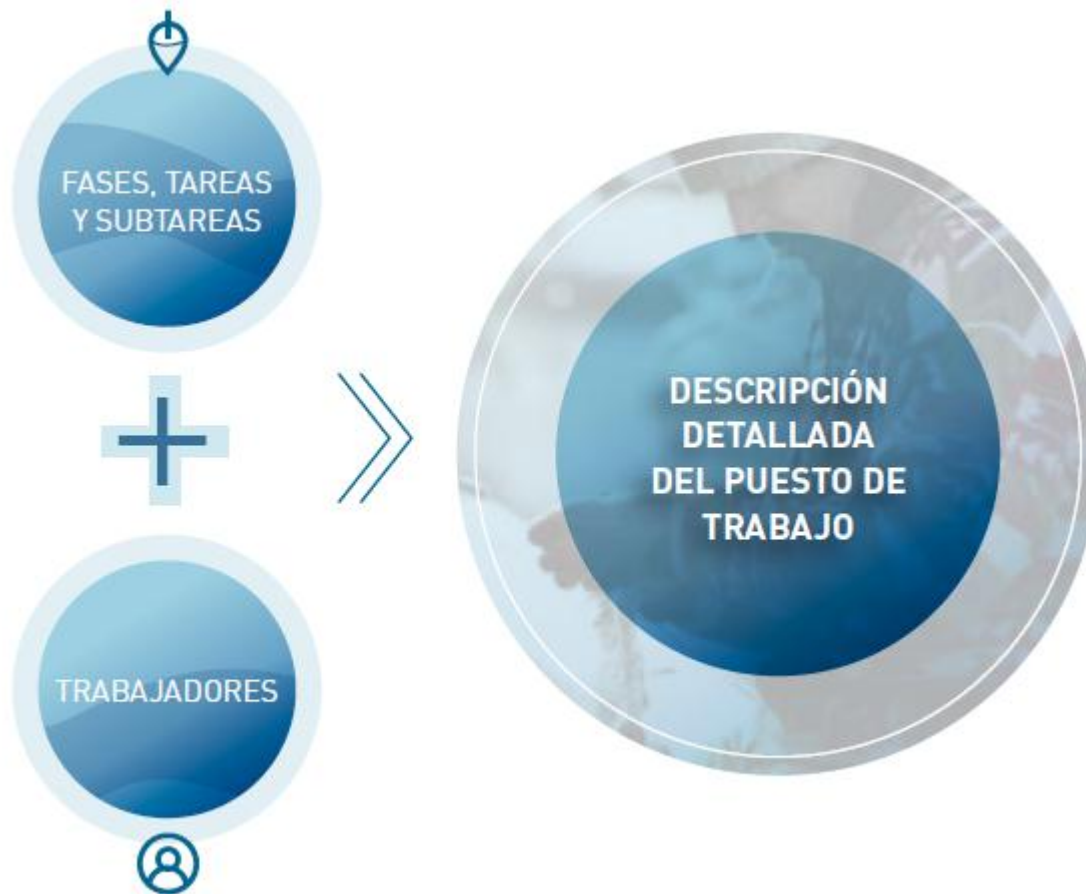 FASES, TAREAS
Y SUBTAREAS
TRABAJADORES
DESCRIPCIÓN
DETALLADA
DEL PUESTO DE
TRABAJO